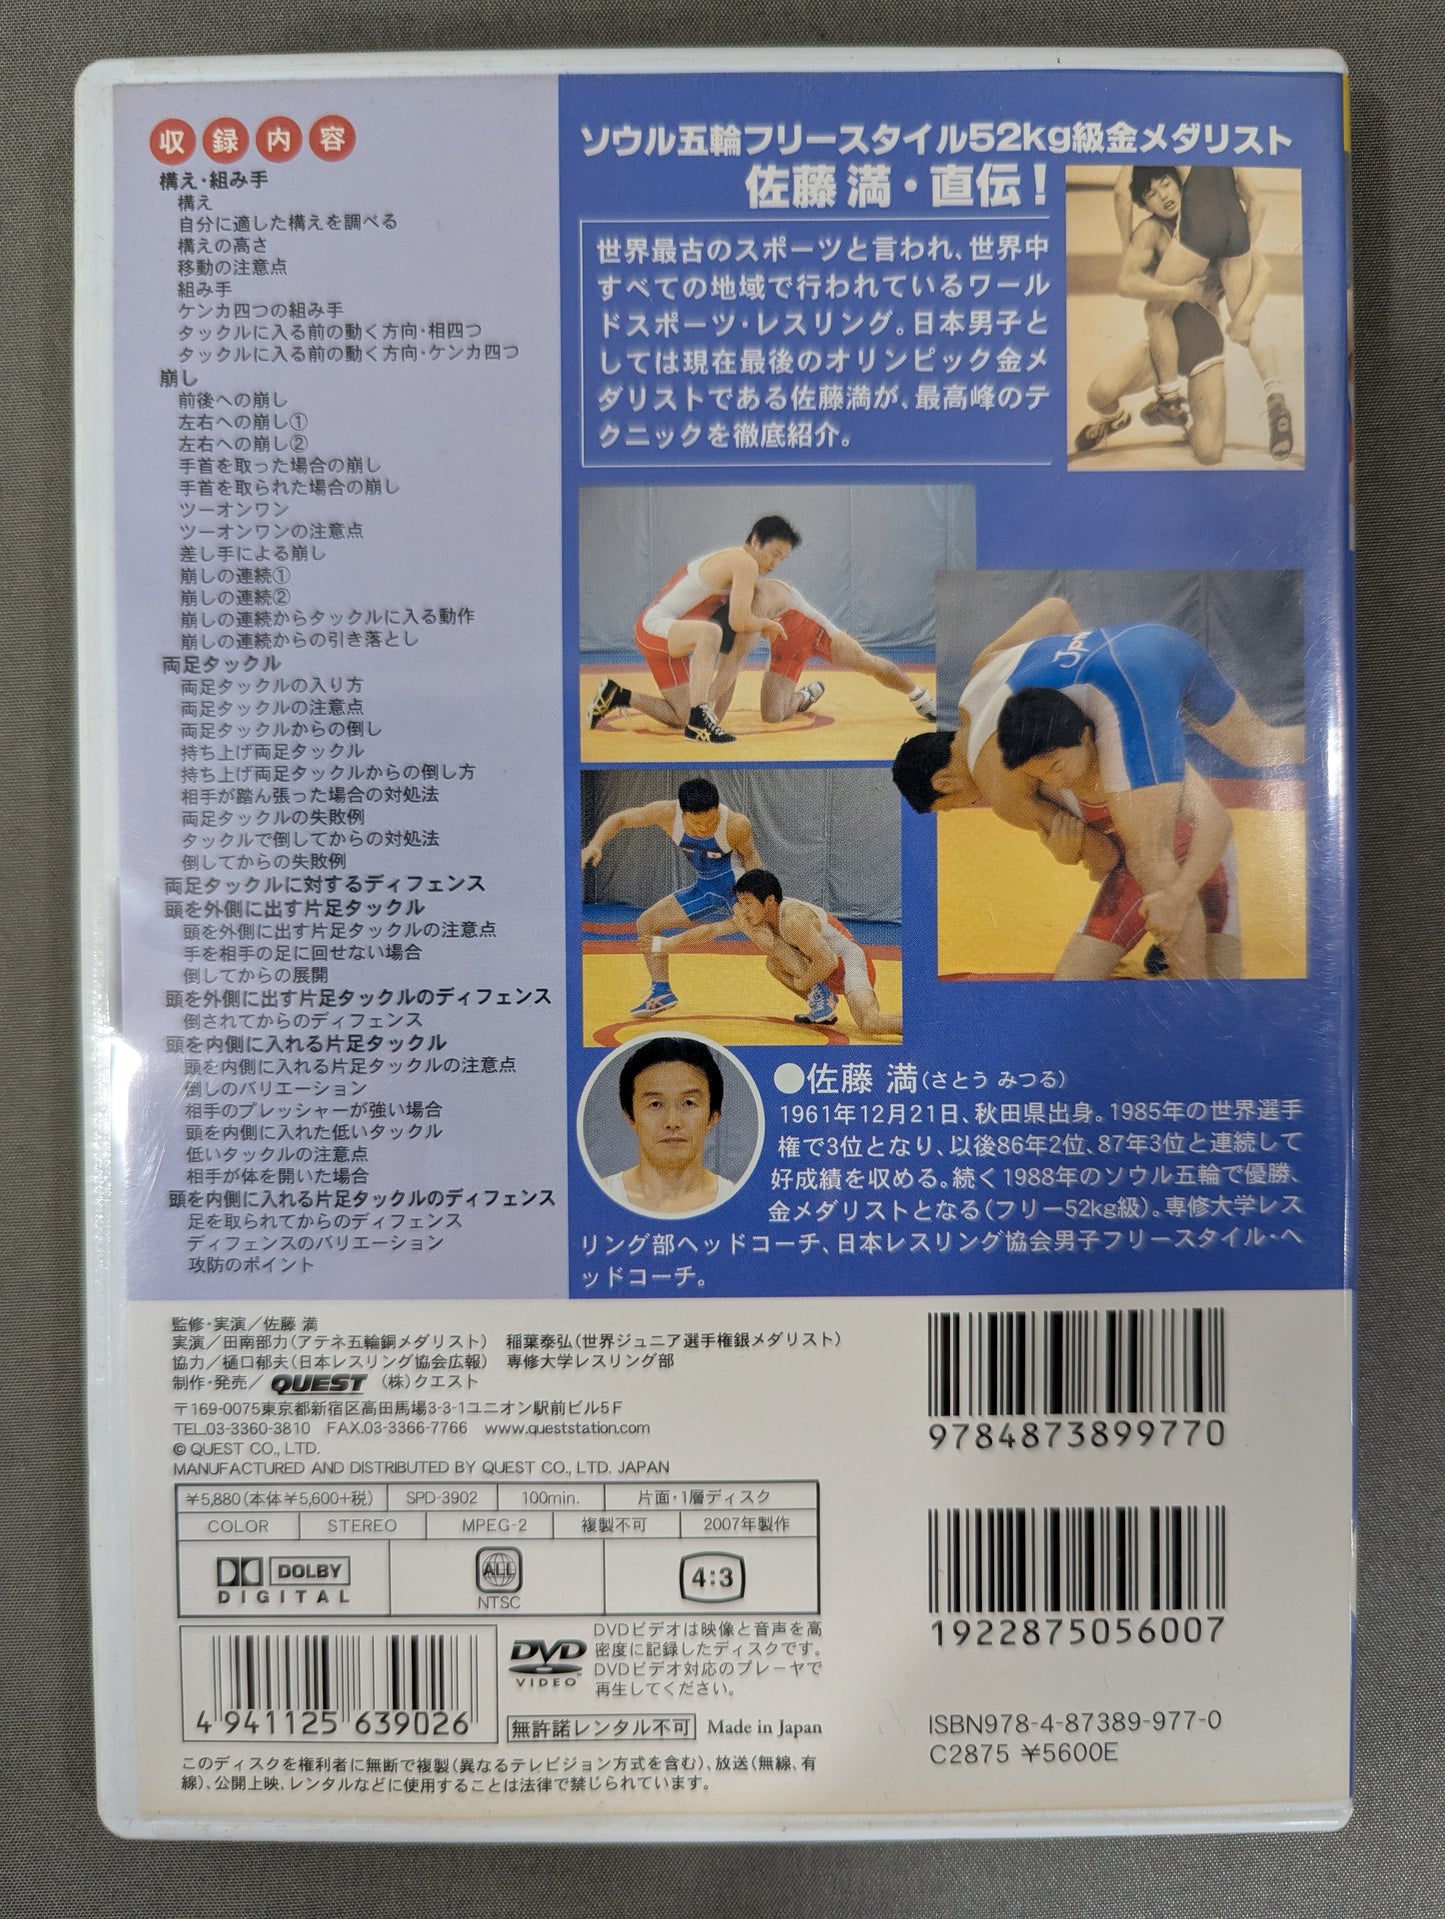 収録内容
構え・組み手
構え
自分に適した構えを調べる
構えの高さ
移動の注意点
組み手
ケンカ四つの組み手
タックルに入る前の動く方向・相四つ
タックルに入る前の動く方向・ケンカ四つ
崩し
前後への崩し
左右への崩し①
左右への崩し②
手首を取った場合の崩し
手首を取られた場合の崩し
ツーオンワン
ツーオンワンの注意点
差し手による崩し
崩しの連続①
崩しの連続②
崩しの連続からタックルに入る動作
崩しの連続からの引き落とし
両足タックル
両足タックルの入り方
両足タックルの注意点
両足タックルからの倒し
持ち上げ両足タックル
持ち上げ両足タックルからの倒し方
相手が踏ん張った場合の対処法
両足タックルの失敗例
タックルで倒してからの対処法
倒してからの失敗例
両足タックルに対するディフェンス
頭を外側に出す片足タックル
頭を外側に出す片足タックルの注意点
手を相手の足に回せない場合
倒してからの展開
頭を外側に出す片足タックルのディフェンス
倒されてからのディフェンス
頭を内側に入れる片足タックル
頭を内側に入れる片足タックルの注意点
倒しのバリエーション
相手のプレッシャーが強い場合
頭を内側に入れた低いタックル
低いタックルの注意点
相手が体を開いた場合
頭を内側に入れる片足タックルのディフェンス
足を取られてからのディフェンス
ディフェンスのバリエーション
攻防のポイント
ソウル五輪フリースタイル52kg級金メダリスト
佐藤 満・直伝！
世界最古のスポーツと言われ、世界中
すべての地域で行われているワール
ドスポーツ・レスリング。日本男子と
しては現在最後のオリンピック金メ
ダリストである佐藤満が、最高峰のテ
クニックを徹底紹介。
●佐藤 満（さとう みつる）
1961年12月21日、秋田県出身。1985年の世界選手
権で3位となり、以後86年2位、87年3位と連続して
好成績を収める。続く1988年のソウル五輪で優勝、
金メダリストとなる（フリー52kg級）。専修大学レス
リング部ヘッドコーチ、日本レスリング協会男子フリースタイル・ヘ
ッドコーチ。
監修・実演／佐藤 満
実演／田南部力（アテネ五輪銅メダリスト） 稲葉泰弘（世界ジュニア選手権銀メダリスト）
協力／樋口郁夫（日本レスリング協会広報） 専修大学レスリング部
制作・発売／ QUEST （株）クエスト
〒169-0075東京都新宿区高田馬場3-3-1ユニオン駅前ビル5F
TEL.03-3360-3810 FAX.03-3366-7766 www.queststation.com
© QUEST CO., LTD.
MANUFACTURED AND DISTRIBUTED BY QUEST CO., LTD. JAPAN
￥5,880（本体￥5,600+税） SPD-3902 100min. 片面・1層ディスク
COLOR STEREO MPEG-2 複製不可 2007年製作
DOLBY
DIGITAL
ALL
NTSC
4:3
4 941125 639026
DVD
VIDEO
DVDビデオは映像と音声を高
密度に記録したディスクです。
DVDビデオ対応のプレーヤで
再生してください。
無許諾レンタル不可 Made in Japan
このディスクを権利者に無断で複製（異なるテレビジョン方式を含む）、放送（無線、有
線）、公開上映、レンタルなどに使用することは法律で禁じられています。
9784873899770
1922875056007
ISBN978-4-87389-977-0
C2875 ￥5600E